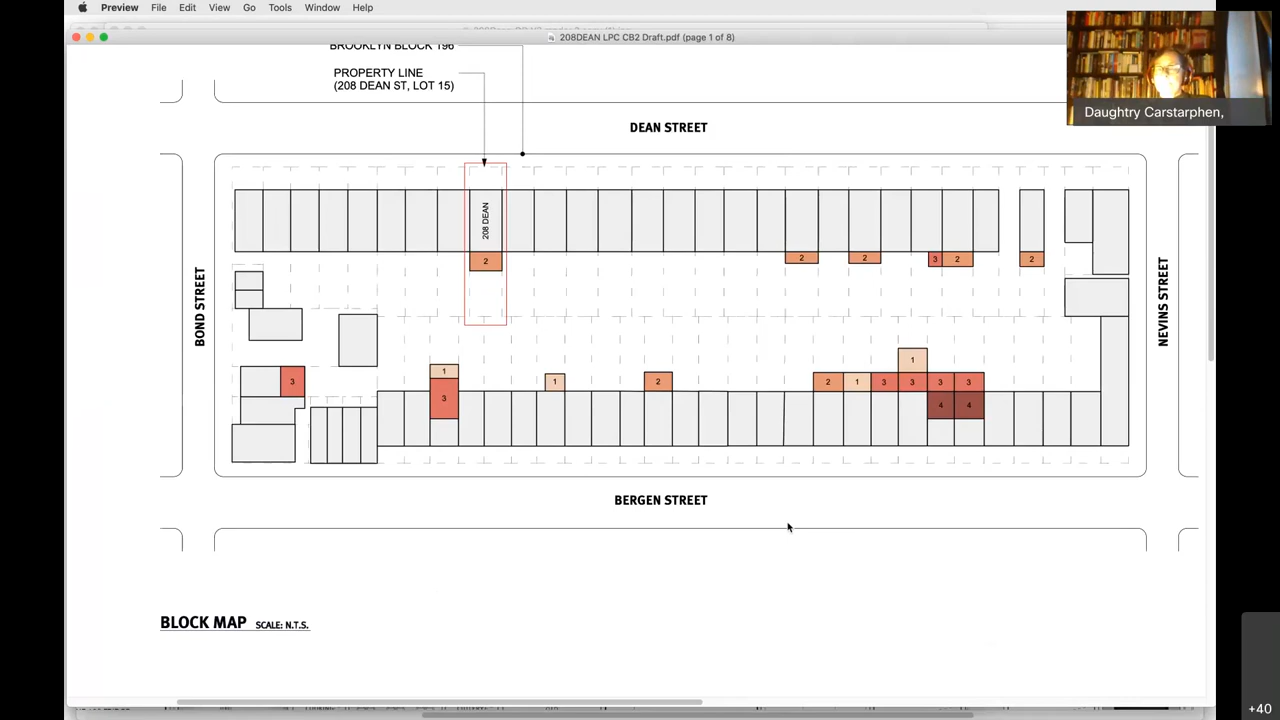 Preview File Edit View Go Tools Window Help
208DEAN LPC CB2 Draft.pdf (page 1 of 8)
BROOKLYN BLOCK 196
PROPERTY LINE
(208 DEAN ST, LOT 15)
Daughtry Carstarphen,
DEAN STREET
208 DEAN
2
2
2
3
2
2
BOND STREET
NEVINS STREET
1
1
3
1
2
2
1
3
3
3
3
3
4
4
BERGEN STREET
BLOCK MAP SCALE: N.T.S.
+40